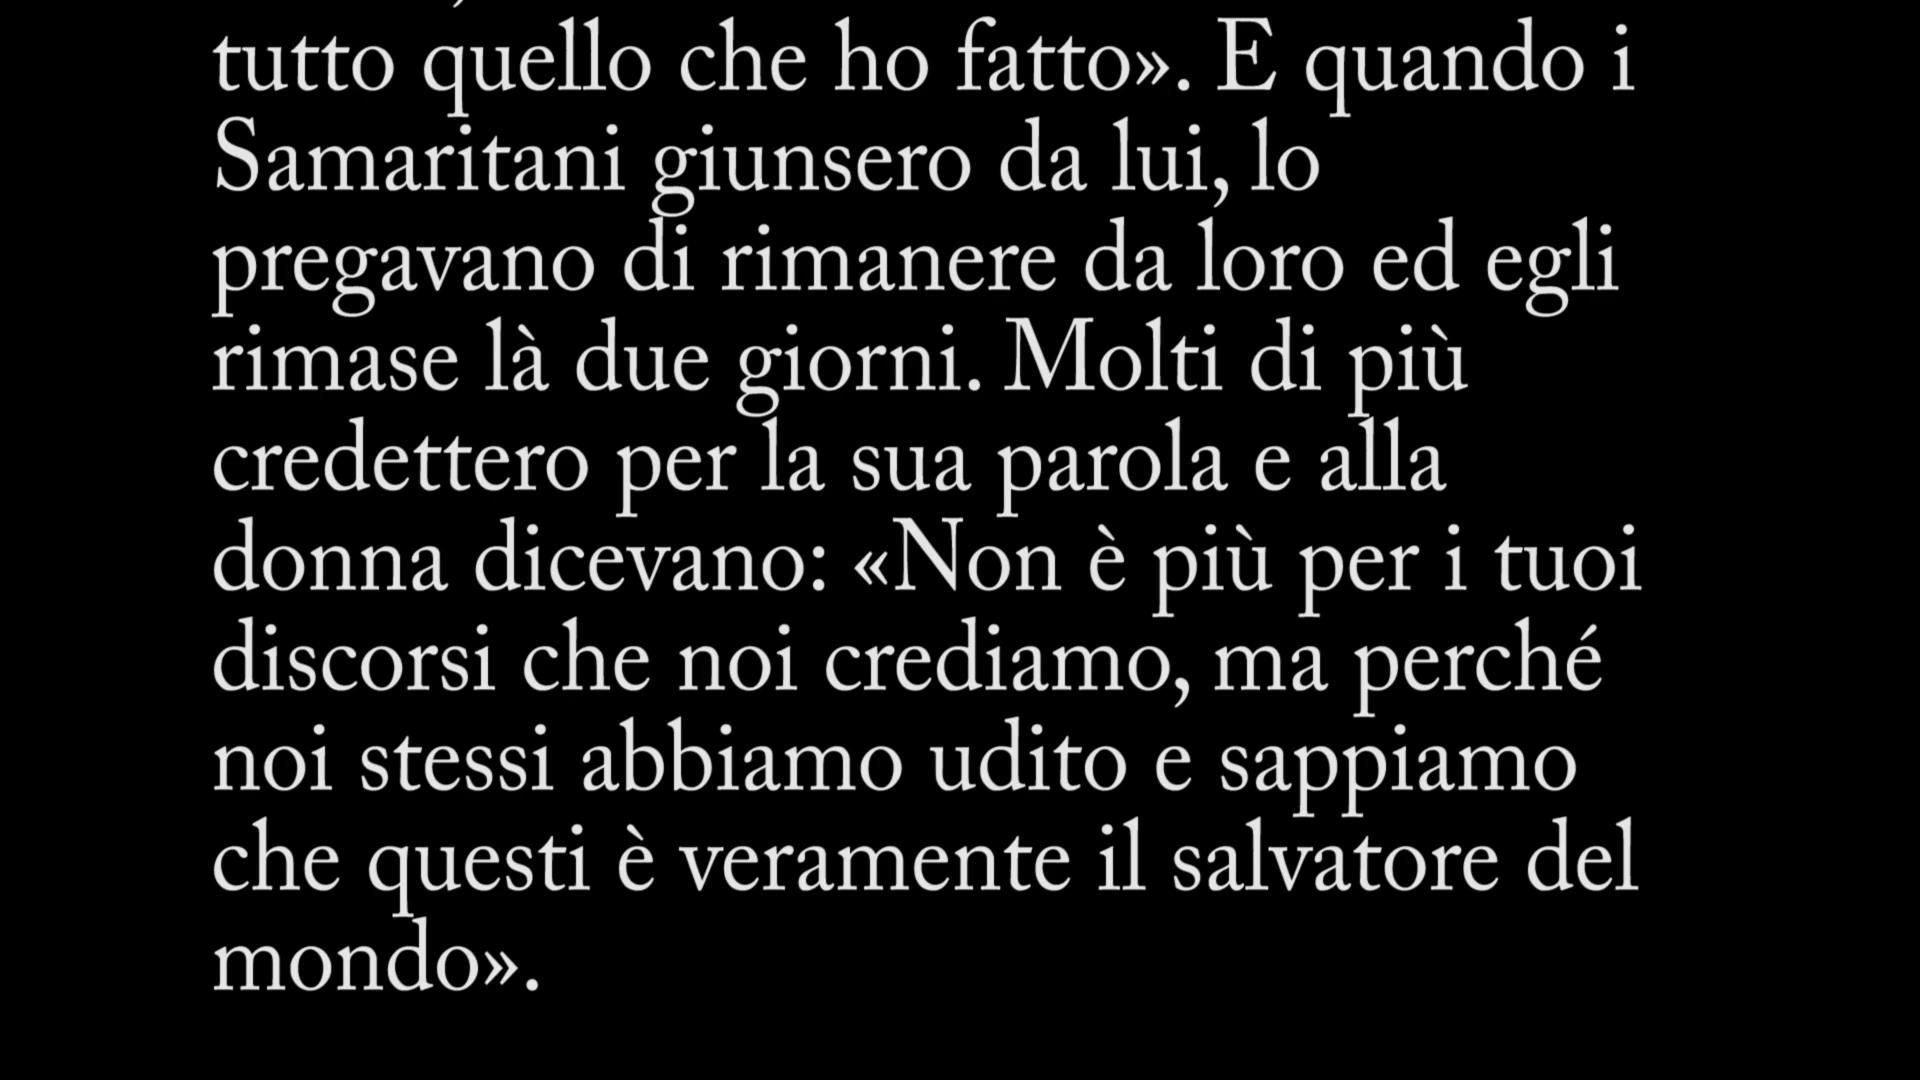 tutto quello che ho fatto». E quando i
Samaritani giunsero da lui, lo
pregavano di rimanere da loro ed egli
rimase là due giorni. Molti di più
credettero per la sua parola e alla
donna dicevano: «Non è più per i tuoi
discorsi che noi crediamo, ma perché
noi stessi abbiamo udito e sappiamo
che questi è veramente il salvatore del
mondo».